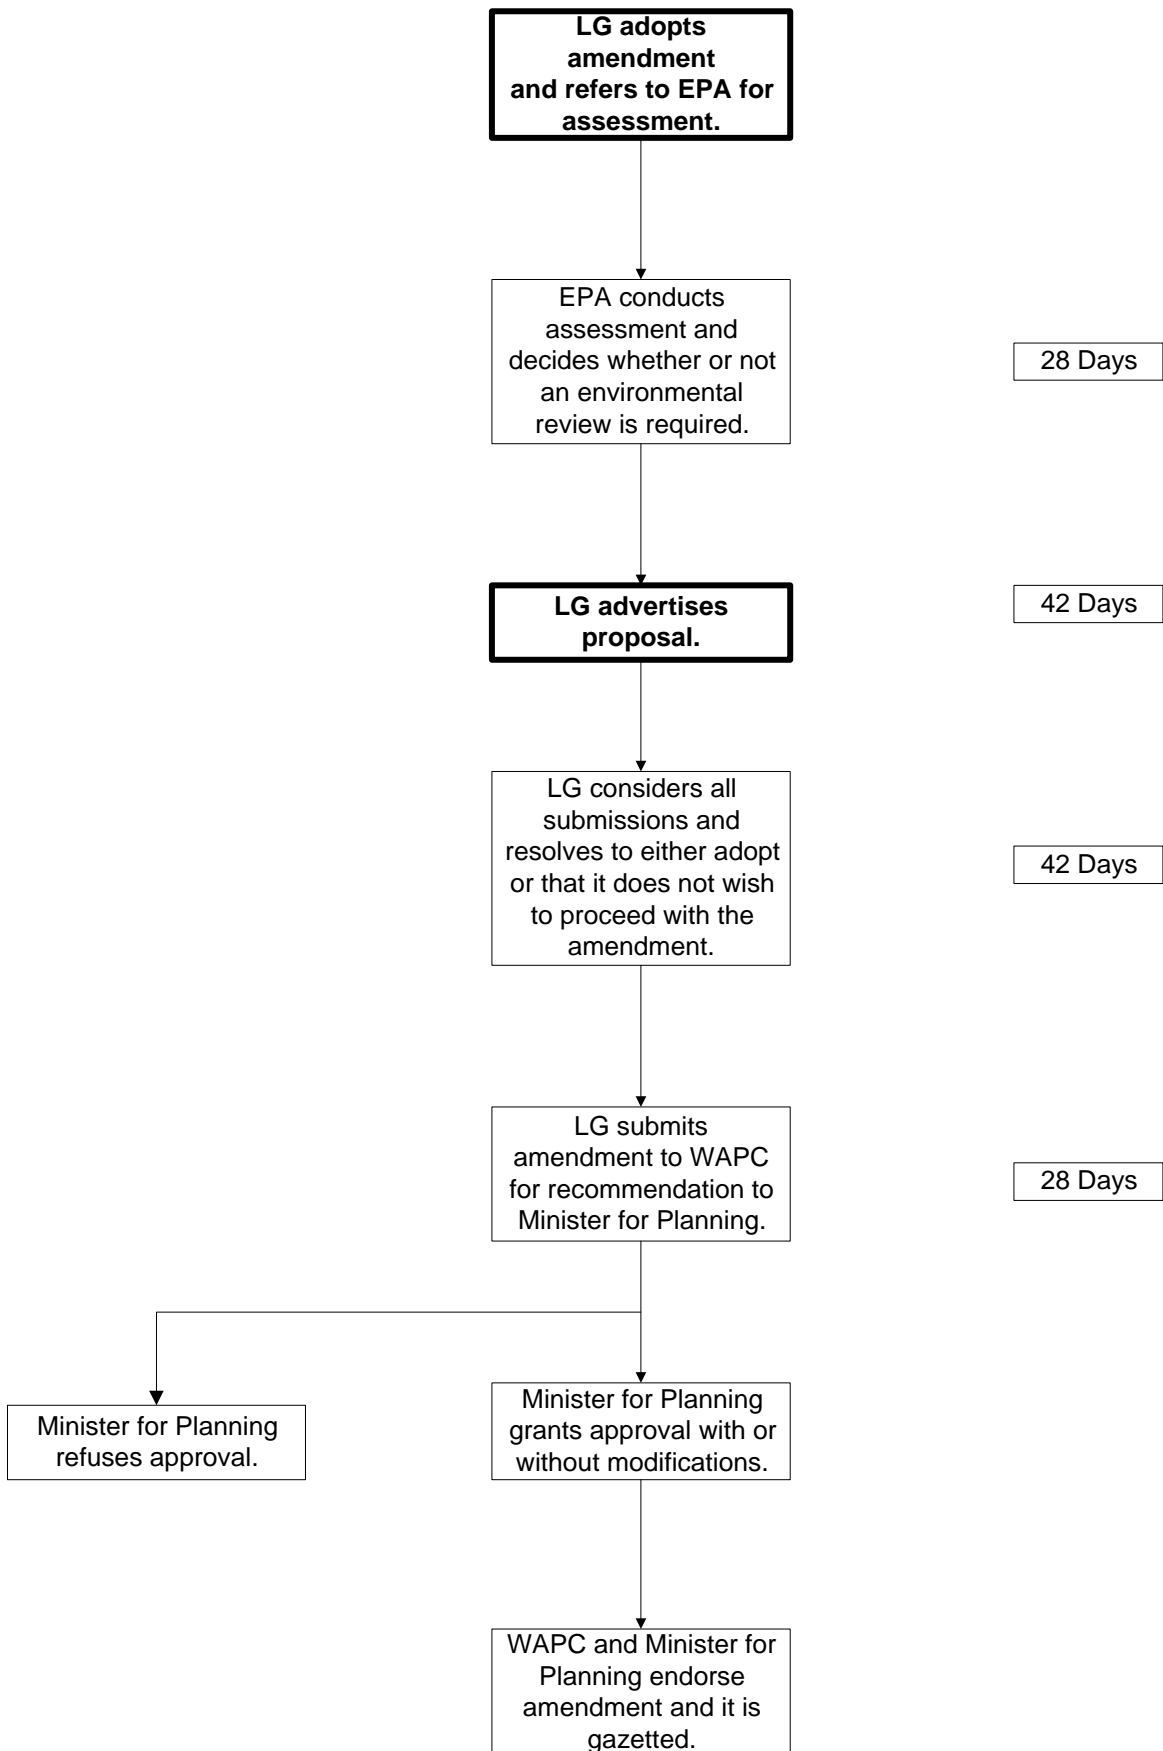 LG adopts
amendment
and refers to EPA for
assessment.
EPA conducts
assessment and
decides whether or not
an environmental
review is required.
28 Days
LG advertises
proposal.
42 Days
LG considers all
submissions and
resolves to either adopt
or that it does not wish
to proceed with the
amendment.
42 Days
LG submits
amendment to WAPC
for recommendation to
Minister for Planning.
28 Days
Minister for Planning
refuses approval.
Minister for Planning
grants approval with or
without modifications.
WAPC and Minister for
Planning endorse
amendment and it is
gazetted.